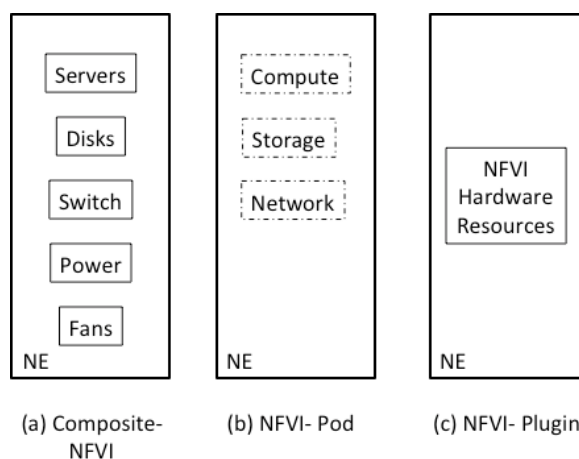 Servers
Disks
Switch
Power
Fans
NE
Compute
Storage
Network
NE
NFVI
Hardware
Resources
NE
(a) Composite-
NFVI
(b) NFVI- Pod
(c) NFVI- Plugin